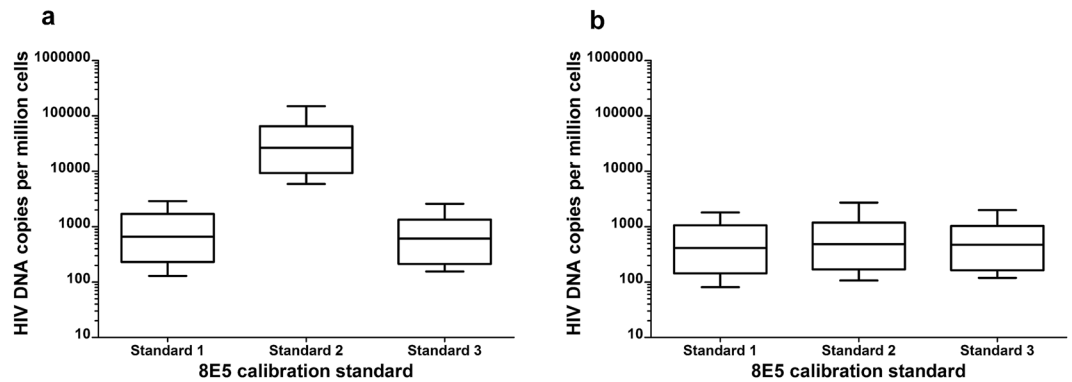 a
HIV DNA copies per million cells
1000000
100000
10000
1000
100
10
Standard 1
Standard 2
Standard 3
8E5 calibration standard
b
HIV DNA copies per million cells
1000000
100000
10000
1000
100
10
Standard 1
Standard 2
Standard 3
8E5 calibration standard